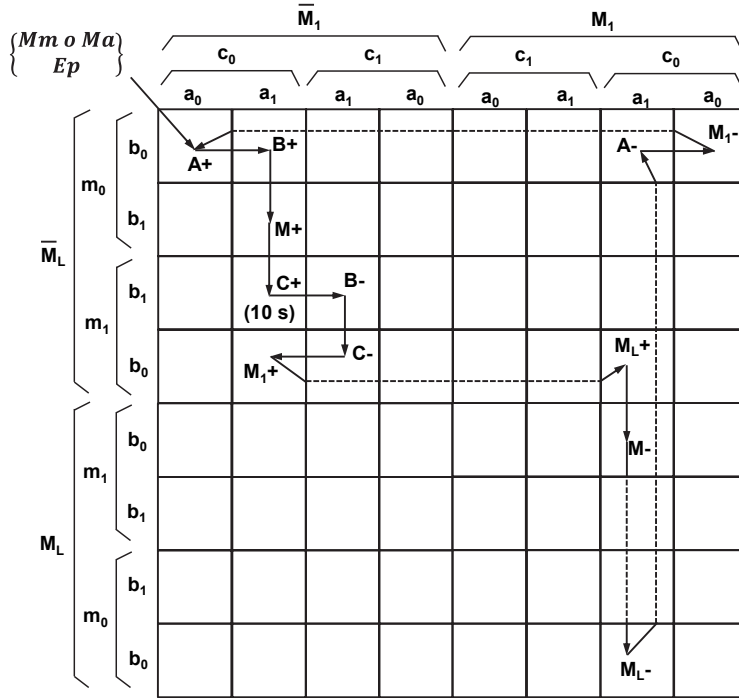 M̅₁ M₁
{Mm o Ma
Ep}
c₀ c₁ c₁ c₀
a₀ a₁ a₁ a₀ a₀ a₁ a₁ a₀
b₀ A+ B+ A- M₁-
m₀
b₁ M+
M̅L
b₁ C+ B-
(10 s)
m₁
b₀ M₁+ C- ML+
b₀ M-
m₁
b₁
ML
b₁
m₀
b₀ ML-